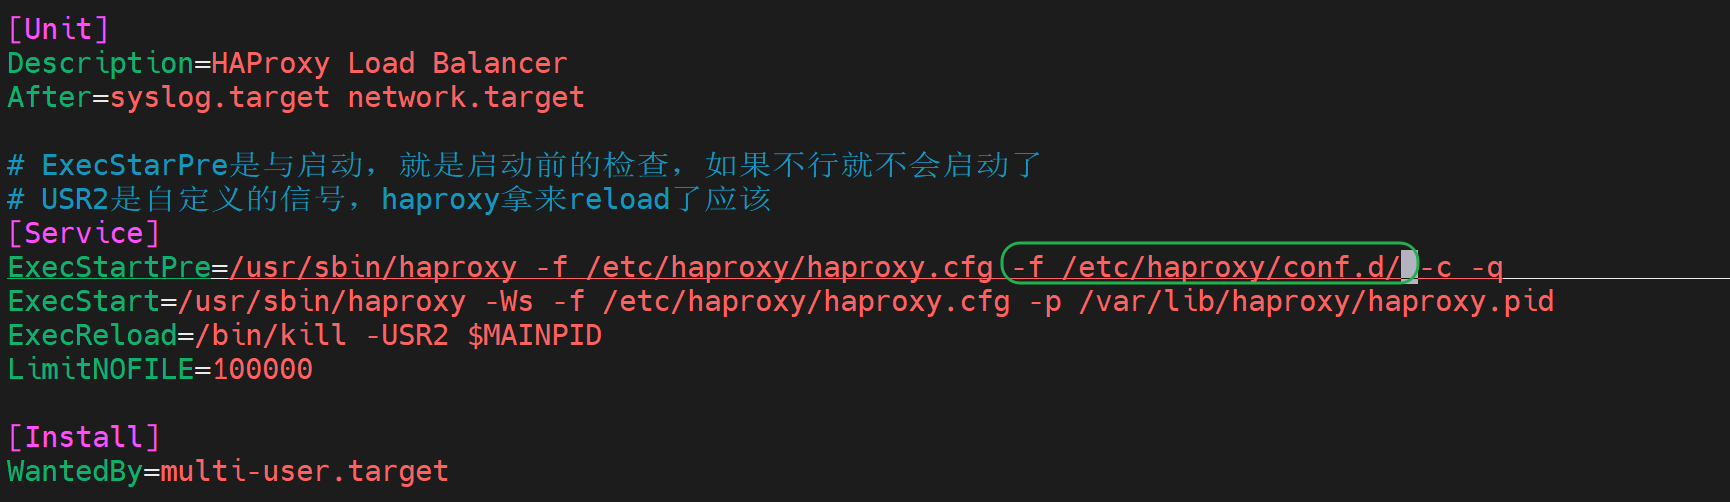 [Unit]
Description=HAProxy Load Balancer
After=syslog.target network.target
# ExecStarPre是与启动，就是启动前的检查，如果不行就不会启动了
# USR2是自定义的信号，haproxy拿来reload了应该
[Service]
ExecStartPre=/usr/sbin/haproxy -f /etc/haproxy/haproxy.cfg -f /etc/haproxy/conf.d/ -c -q
ExecStart=/usr/sbin/haproxy -Ws -f /etc/haproxy/haproxy.cfg -p /var/lib/haproxy/haproxy.pid
ExecReload=/bin/kill -USR2 $MAINPID
LimitNOFILE=100000
[Install]
WantedBy=multi-user.target